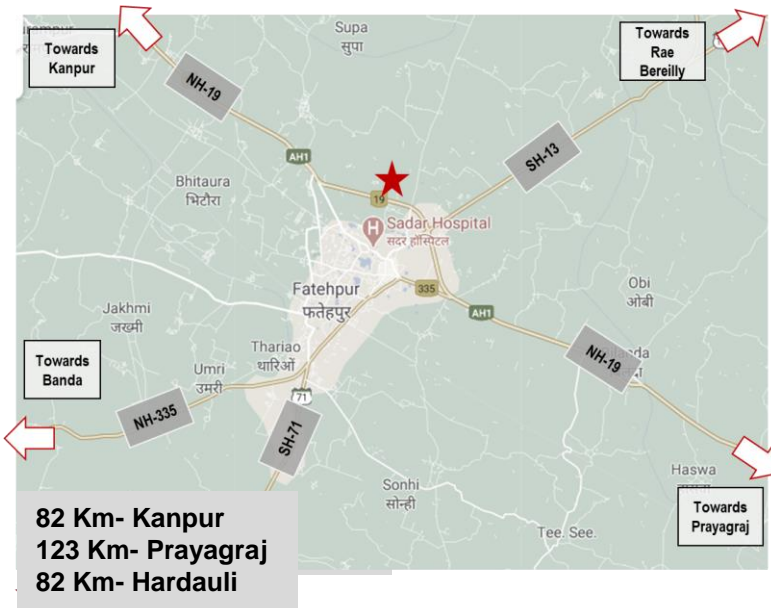 Supa
सुपा
Towards
Kanpur
Towards
Rae
Bereilly
NH-19
AH1
SH-13
Bhitaura
भिटौरा
19
H
Sadar Hospital
सदर हॉस्पिटल
Fatehpur
फतेहपुर
335
Obi
ओबी
AH1
Jakhmi
जख्मी
Thariao
थारिओं
Towards
Banda
Umri
उमरी
NH-19
71
NH-335
SH-71
Haswa
Sonhi
सोन्ही
Towards
Prayagraj
Tee. See.
82 Km- Kanpur
123 Km- Prayagraj
82 Km- Hardauli